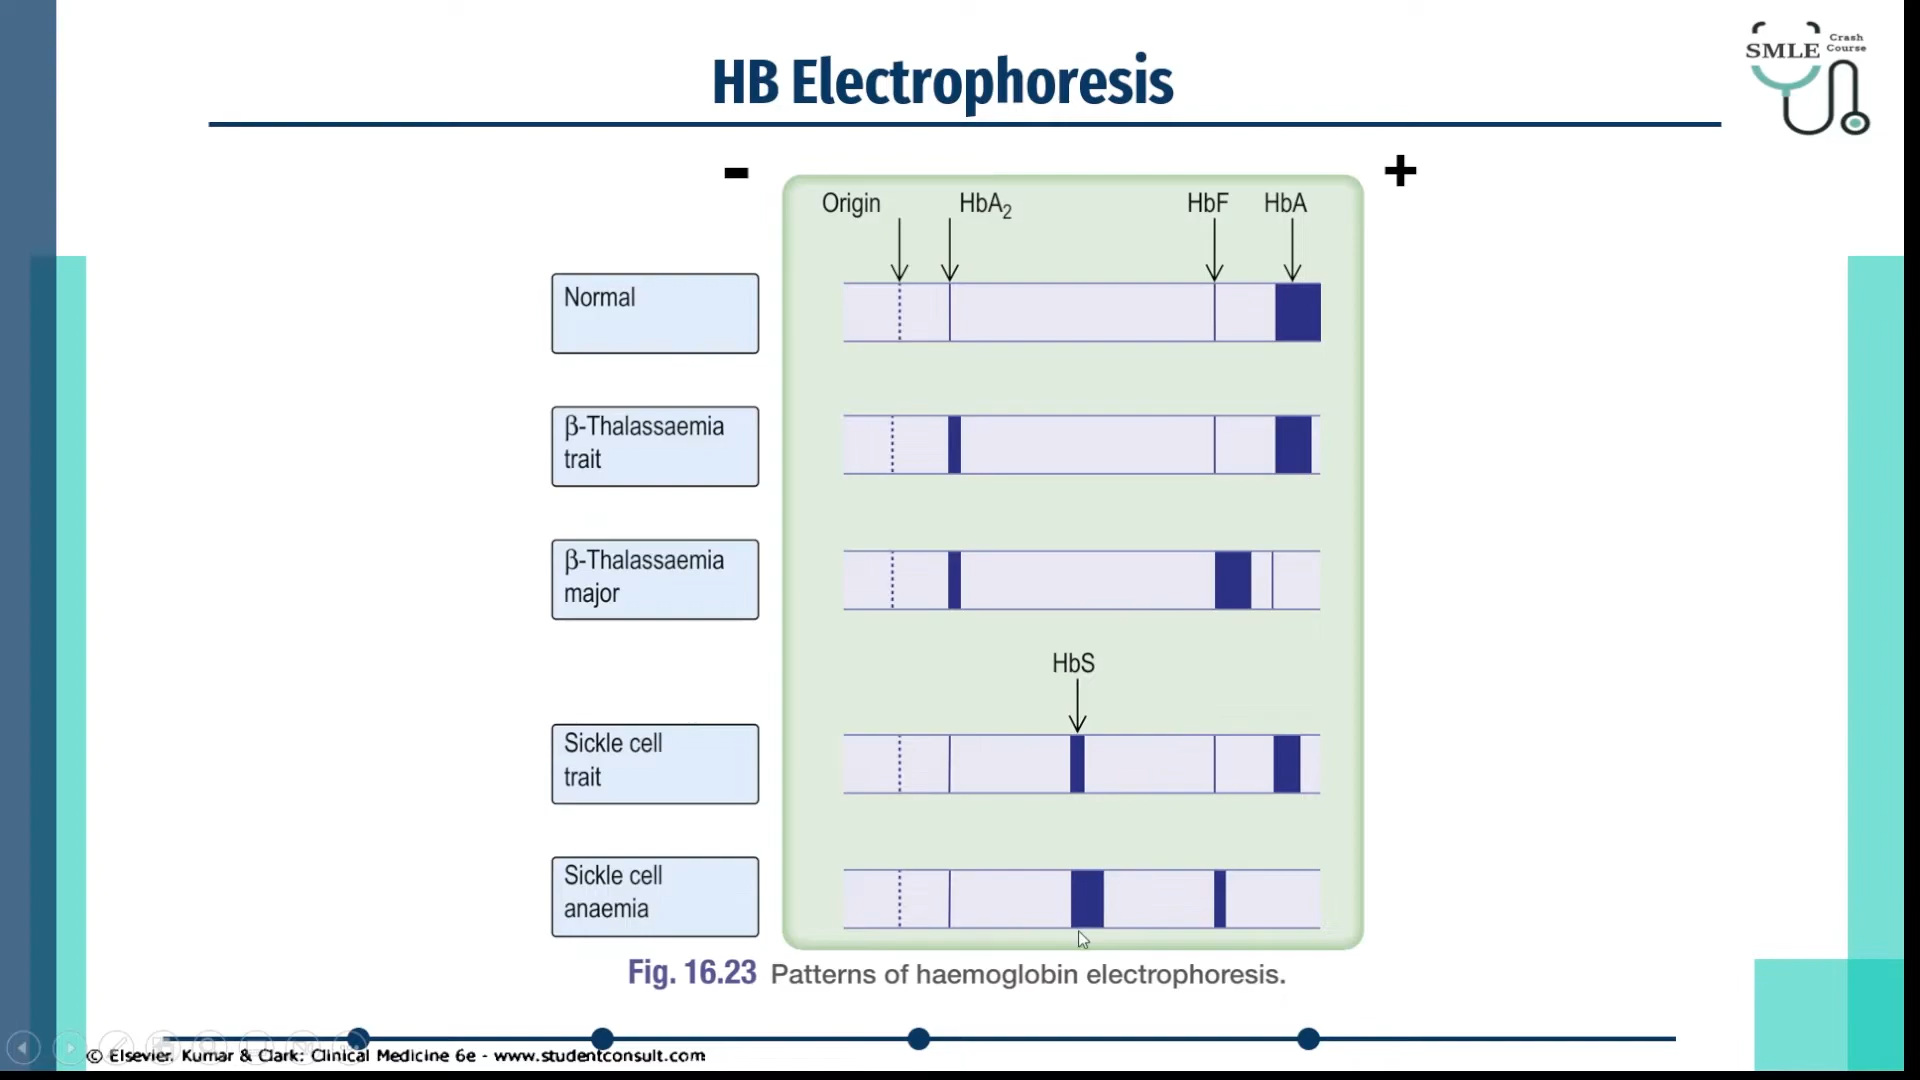 HB Electrophoresis
SMLE Crash
Course
-
+
Origin HbA₂ HbF HbA
Normal
β-Thalassaemia
trait
β-Thalassaemia
major
HbS
Sickle cell
trait
Sickle cell
anaemia
Fig. 16.23 Patterns of haemoglobin electrophoresis.
© Elsevier. Kumar & Clark: Clinical Medicine 6e - www.studentconsult.com